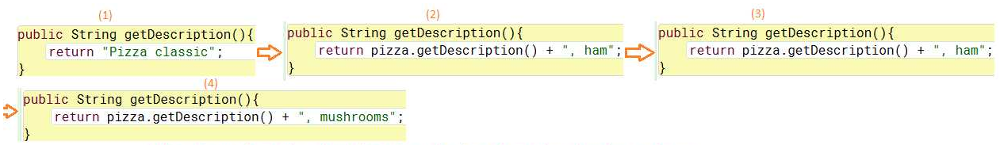 (1)
public String getDescription(){
return "Pizza classic";
}
(2)
public String getDescription(){
return pizza.getDescription() + ", ham";
}
(3)
public String getDescription(){
return pizza.getDescription() + ", ham";
}
(4)
public String getDescription(){
return pizza.getDescription() + ", mushrooms";
}